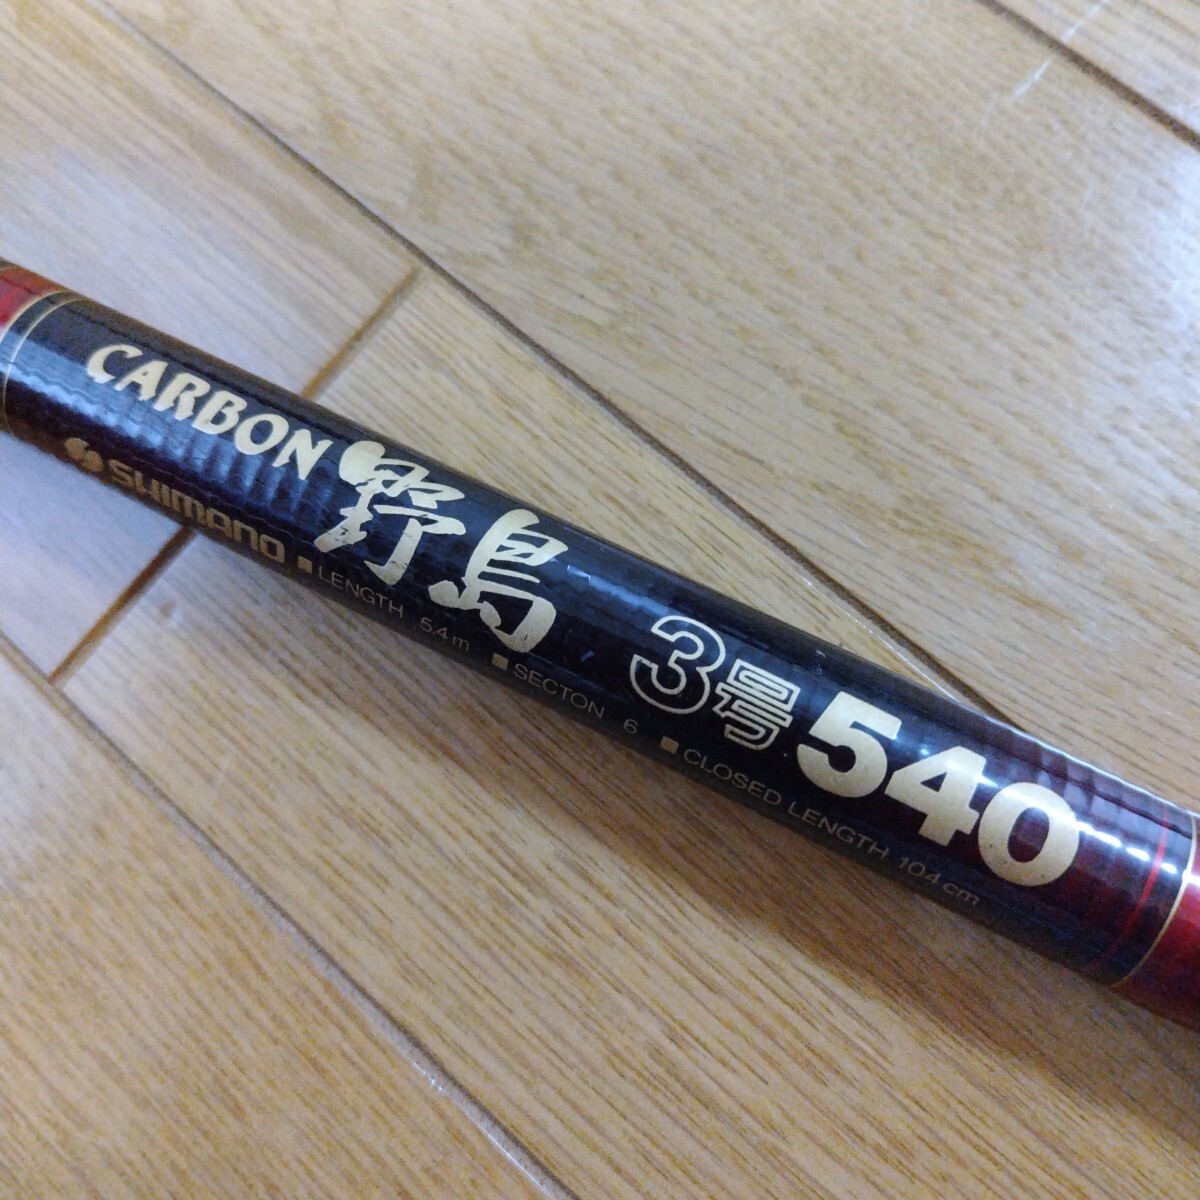 CARBON 野島 3号 540
SHIMANO ■ LENGTH 5.4m ■ SECTON 6 ■ CLOSED LENGTH 104cm